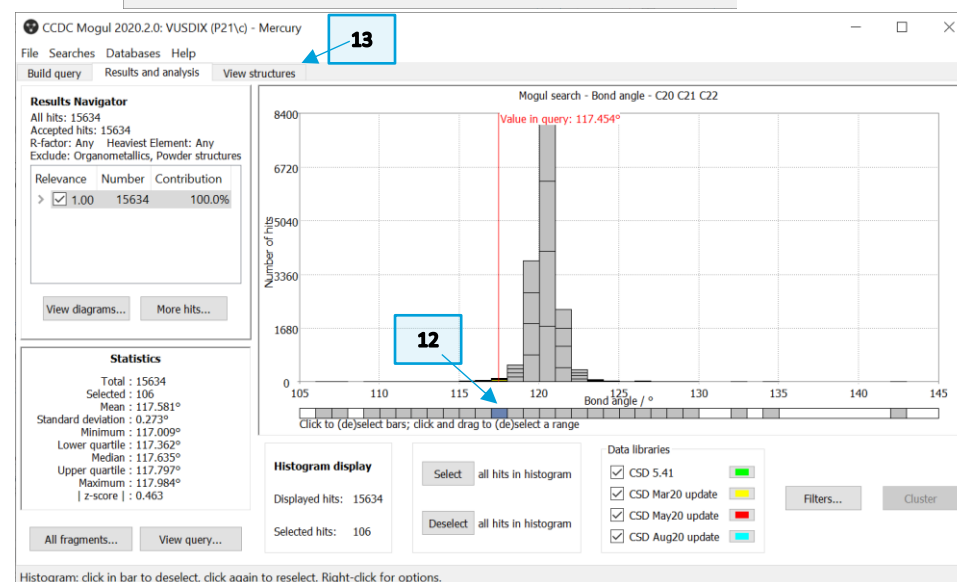 CCDC Mogul 2020.2.0: VUSDIX (P21\c) - Mercury
13
File Searches Databases Help
Build query Results and analysis View structures
Results Navigator
All hits: 15634
Accepted hits: 15634
R-factor: Any Heaviest Element: Any
Exclude: Organometallics, Powder structures
Relevance Number Contribution
1.00 15634 100.0%
View diagrams... More hits...
Statistics
Total : 15634
Selected : 106
Mean : 117.581°
Standard deviation : 0.273°
Minimum : 117.009°
Lower quartile : 117.362°
Median : 117.635°
Upper quartile : 117.797°
Maximum : 117.984°
| z-score | : 0.463
All fragments... View query...
Mogul search - Bond angle - C20 C21 C22
Value in query: 117.454°
8400
6720
5040
3360
1680
0
Number of hits
12
105 110 115 120 125 130 135 140 145
Bond angle / °
Click to (de)select bars; click and drag to (de)select a range
Histogram display
Displayed hits: 15634
Selected hits: 106
Select all hits in histogram
Deselect all hits in histogram
Data libraries
CSD 5.41
CSD Mar20 update
CSD May20 update
CSD Aug20 update
Filters... Cluster
Histogram: click in bar to deselect, click again to reselect. Right-click for options.